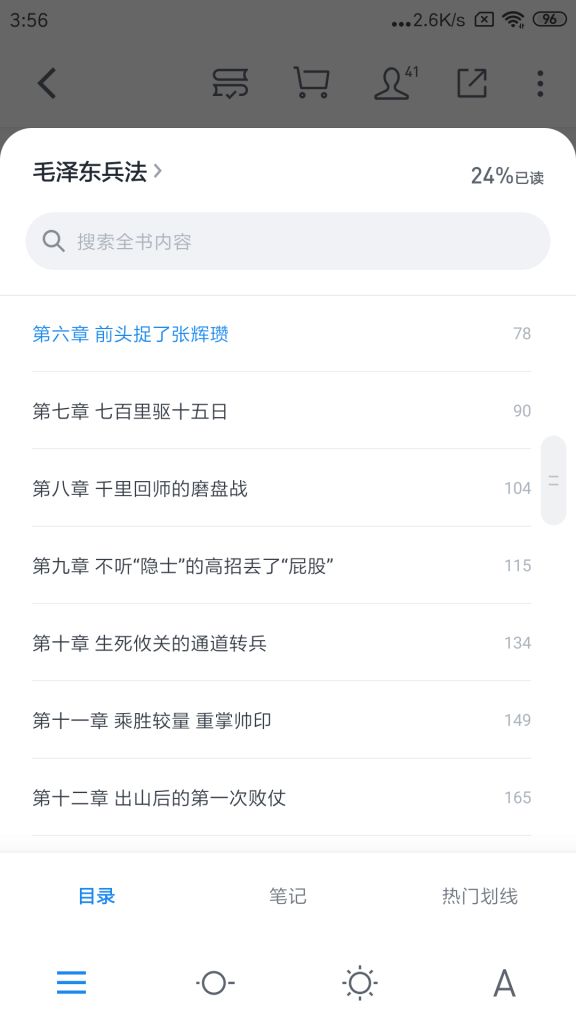 3:56
...2.6K/s
96
41
毛泽东兵法
24%已读
搜索全书内容
第六章 前头捉了张辉瓒 78
第七章 七百里驱十五日 90
第八章 千里回师的磨盘战 104
第九章 不听“隐士”的高招丢了“屁股” 115
第十章 生死攸关的通道转兵 134
第十一章 乘胜较量 重掌帅印 149
第十二章 出山后的第一次败仗 165
目录
笔记
热门划线
A